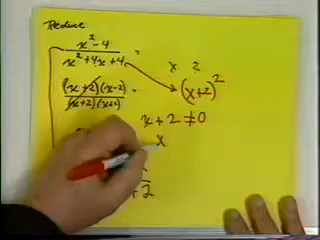 Reduce
x² - 4
x² + 4x + 4
=
x 2
(x+2)(x-2)
(x+2)(x+2)
(x+2)²
x + 2 ≠ 0
x
+ 2